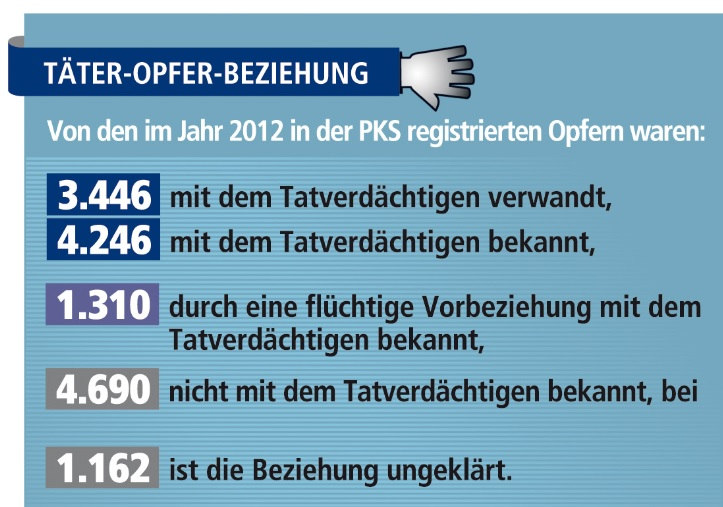 TÄTER-OPFER-BEZIEHUNG
Von den im Jahr 2012 in der PKS registrierten Opfern waren:
3.446 mit dem Tatverdächtigen verwandt,
4.246 mit dem Tatverdächtigen bekannt,
1.310 durch eine flüchtige Vorbeziehung mit dem
Tatverdächtigen bekannt,
4.690 nicht mit dem Tatverdächtigen bekannt, bei
1.162 ist die Beziehung ungeklärt.